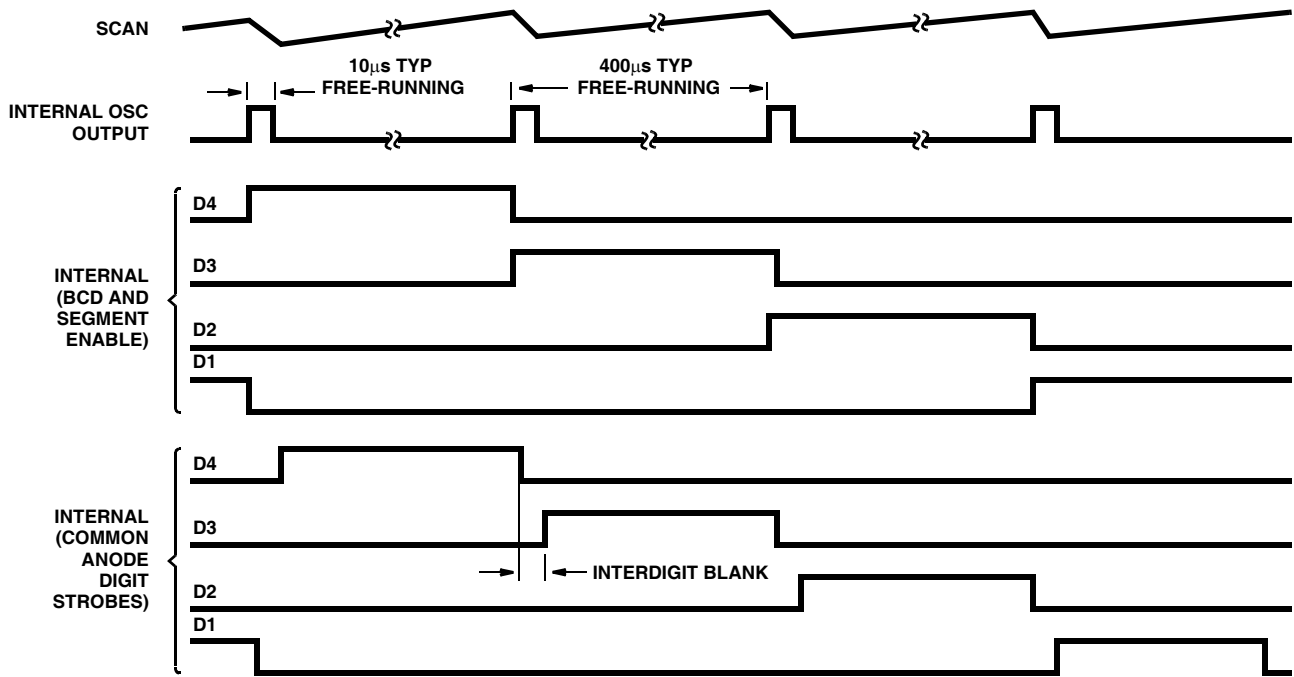 SCAN
10µs TYP
FREE-RUNNING
400µs TYP
FREE-RUNNING
INTERNAL OSC
OUTPUT
D4
D3
D2
D1
INTERNAL
(BCD AND
SEGMENT
ENABLE)
D4
D3
D2
D1
INTERNAL
(COMMON
ANODE
DIGIT
STROBES)
INTERDIGIT BLANK